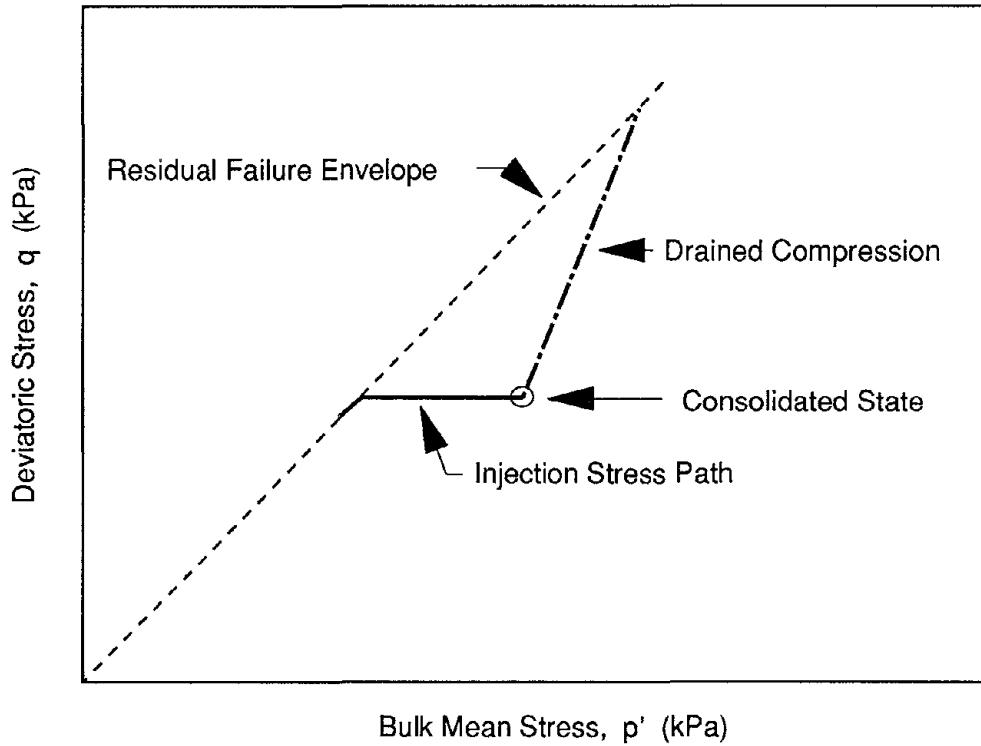 Residual Failure Envelope
Drained Compression
Consolidated State
Injection Stress Path
Deviatoric Stress, q (kPa)
Bulk Mean Stress, p' (kPa)